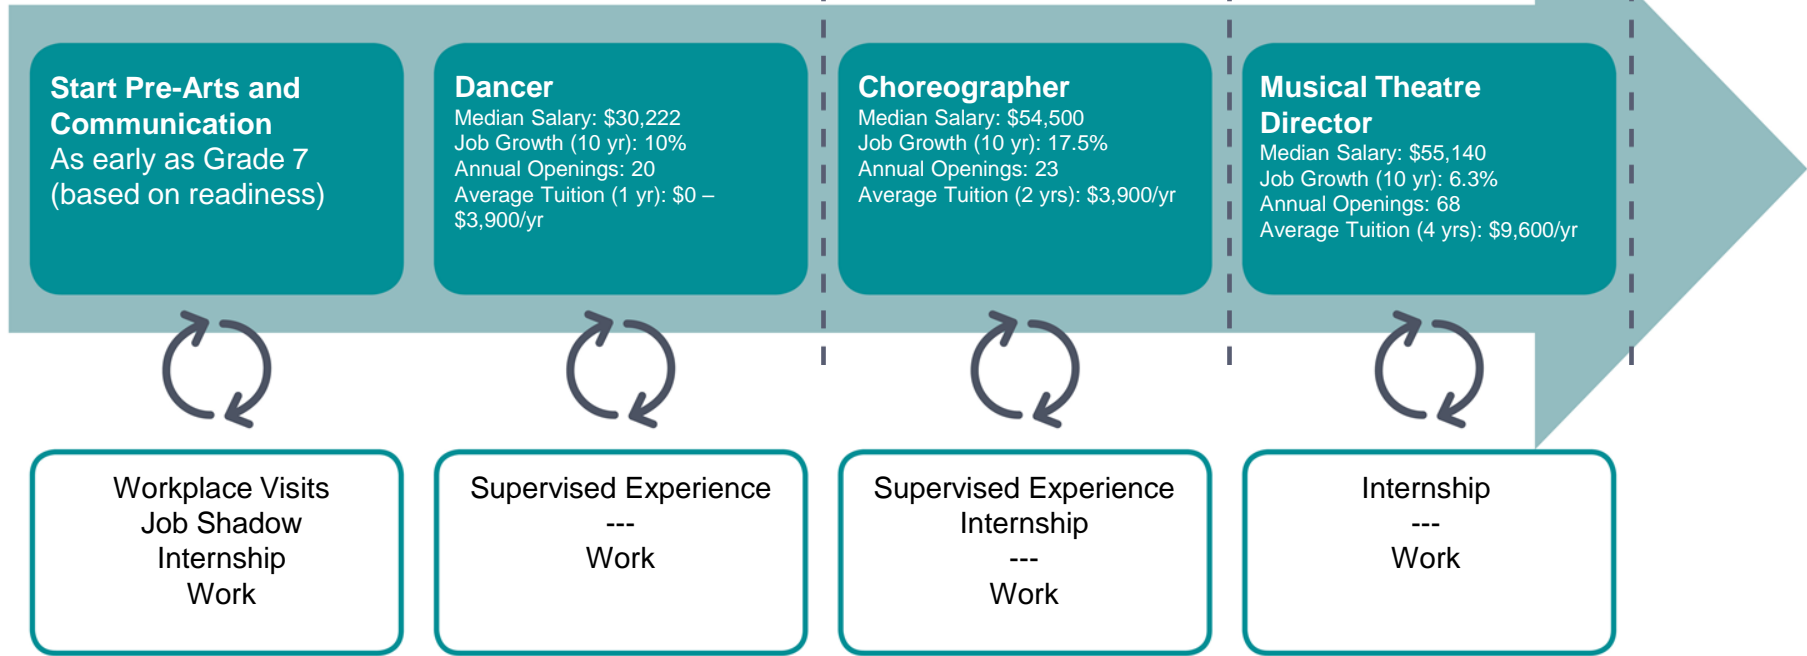 Start Pre-Arts and
Communication
As early as Grade 7
(based on readiness)
Dancer
Median Salary: $30,222
Job Growth (10 yr): 10%
Annual Openings: 20
Average Tuition (1 yr): $0 –
$3,900/yr
Choreographer
Median Salary: $54,500
Job Growth (10 yr): 17.5%
Annual Openings: 23
Average Tuition (2 yrs): $3,900/yr
Musical Theatre
Director
Median Salary: $55,140
Job Growth (10 yr): 6.3%
Annual Openings: 68
Average Tuition (4 yrs): $9,600/yr
Workplace Visits
Job Shadow
Internship
Work
Supervised Experience
---
Work
Supervised Experience
Internship
---
Work
Internship
---
Work